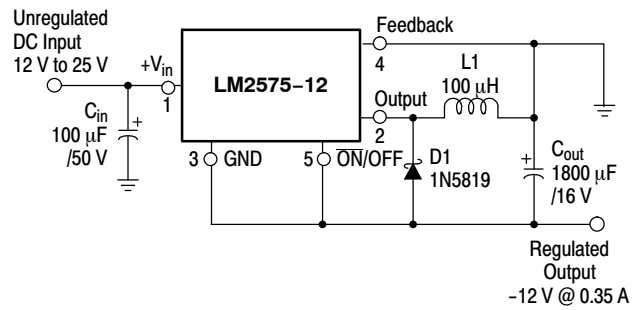 Unregulated
DC Input
12 V to 25 V
+Vin
1
Cin
100 μF
/50 V
+
LM2575-12
Feedback
4
Output
2
3
GND
5
ON/OFF
L1
100 μH
D1
1N5819
+
Cout
1800 μF
/16 V
Regulated
Output
-12 V @ 0.35 A